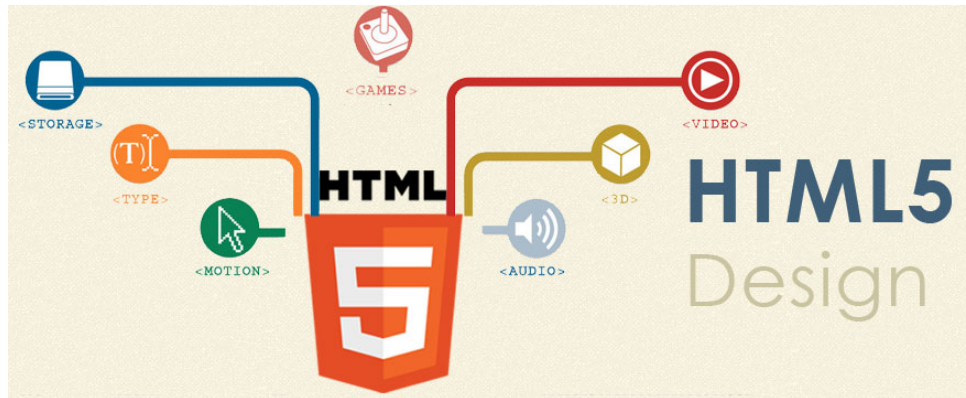 <GAMES>
<STORAGE>
<VIDEO>
(T)
<TYPE>
<3D>
HTML
HTML5
<MOTION>
<AUDIO>
5
Design